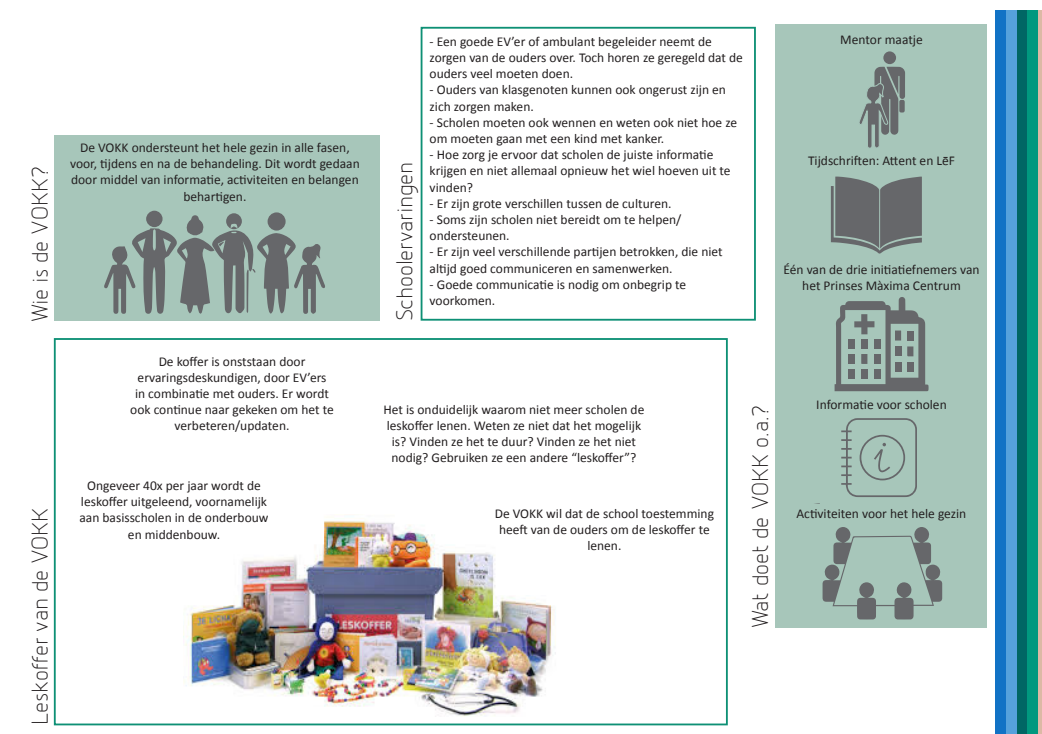 Wie is de VOKK?
De VOKK ondersteunt het hele gezin in alle fasen,
voor, tijdens en na de behandeling. Dit wordt gedaan
door middel van informatie, activiteiten en belangen
behartigen.
Schoolervaringen
- Een goede EV'er of ambulant begeleider neemt de
zorgen van de ouders over. Toch horen ze geregeld dat de
ouders veel moeten doen.
- Ouders van klasgenoten kunnen ook ongerust zijn en
zich zorgen maken.
- Scholen moeten ook wennen en weten ook niet hoe ze
om moeten gaan met een kind met kanker.
- Hoe zorg je ervoor dat scholen de juiste informatie
krijgen en niet allemaal opnieuw het wiel hoeven uit te
vinden?
- Er zijn grote verschillen tussen de culturen.
- Soms zijn scholen niet bereidt om te helpen/
ondersteunen.
- Er zijn veel verschillende partijen betrokken, die niet
altijd goed communiceren en samenwerken.
- Goede communicatie is nodig om onbegrip te
voorkomen.
Wat doet de VOKK o.a.?
Mentor maatje
Tijdschriften: Attent en LēF
Één van de drie initiatiefnemers van
het Prinses Màxima Centrum
Informatie voor scholen
i
Activiteiten voor het hele gezin
Leskoffer van de VOKK
De koffer is onststaan door
ervaringsdeskundigen, door EV'ers
in combinatie met ouders. Er wordt
ook continue naar gekeken om het te
verbeteren/updaten.
Het is onduidelijk waarom niet meer scholen de
leskoffer lenen. Weten ze niet dat het mogelijk
is? Vinden ze het te duur? Vinden ze het niet
nodig? Gebruiken ze een andere "leskoffer"?
Ongeveer 40x per jaar wordt de
leskoffer uitgeleend, voornamelijk
aan basisscholen in de onderbouw
en middenbouw.
De VOKK wil dat de school toestemming
heeft van de ouders om de leskoffer te
lenen.
LESKOFFER